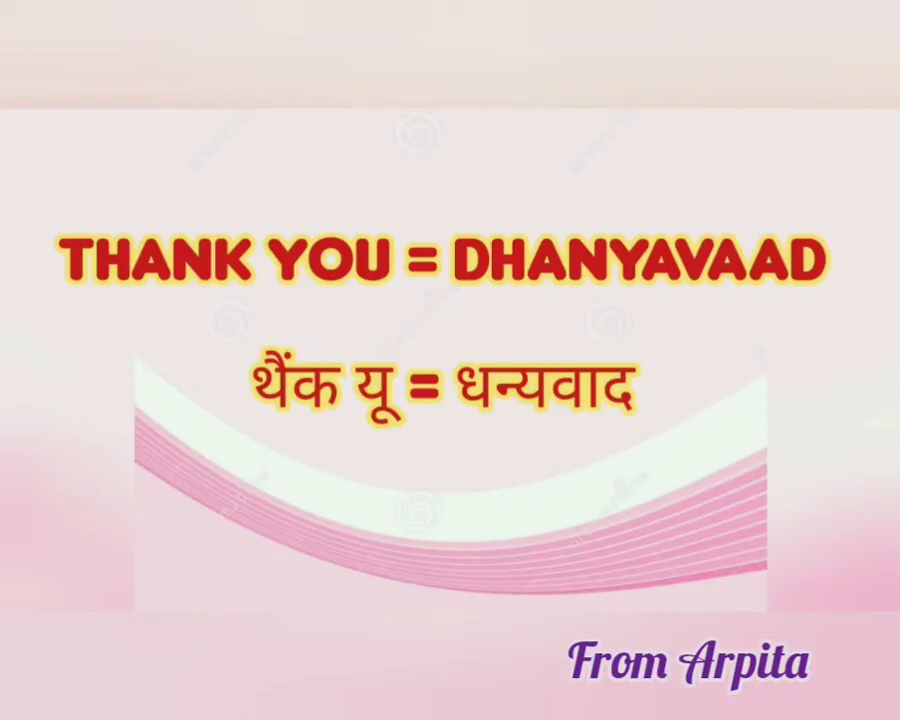 THANK YOU = DHANYAVAAD
थैंक यू = धन्यवाद
From Arpita